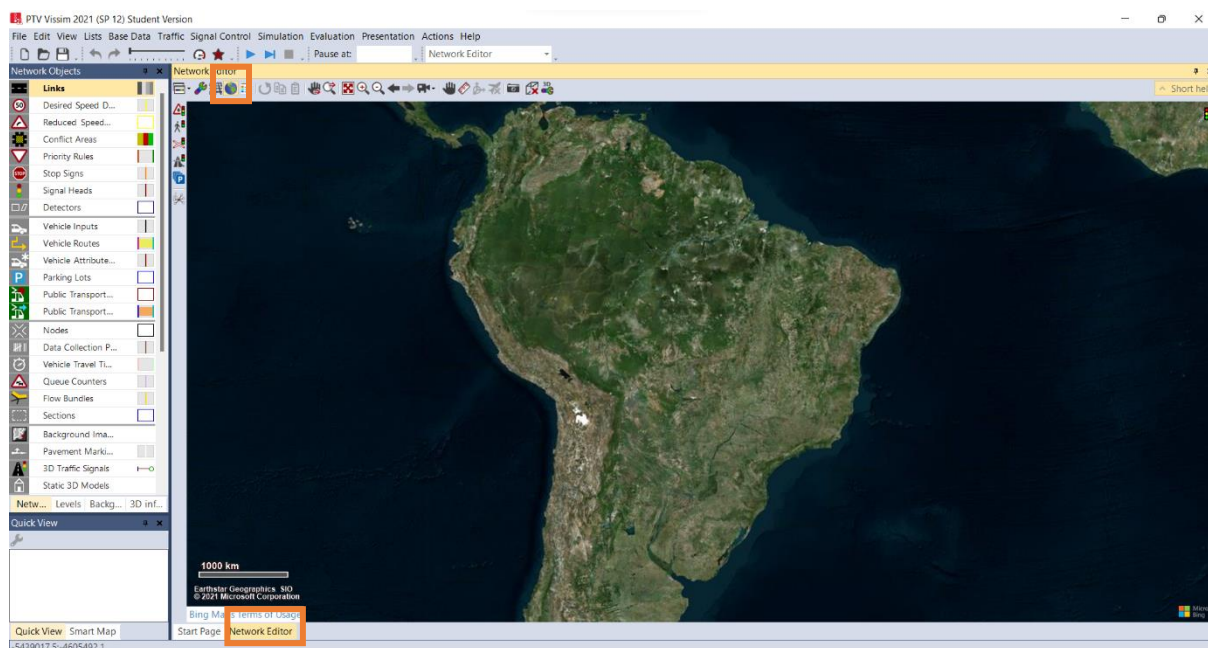 PTV Vissim 2021 (SP 12) Student Version
File Edit View Lists Base Data Traffic Signal Control Simulation Evaluation Presentation Actions Help
Pause at: Network Editor
Network Objects
Links
Desired Speed D...
Reduced Speed...
Conflict Areas
Priority Rules
Stop Signs
Signal Heads
Detectors
Vehicle Inputs
Vehicle Routes
Vehicle Attribute...
Parking Lots
Public Transport...
Public Transport...
Nodes
Data Collection P...
Vehicle Travel Ti...
Queue Counters
Flow Bundles
Sections
Background Ima...
Pavement Marki...
3D Traffic Signals
Static 3D Models
Netw... Levels Backg... 3D inf...
Quick View
Quick View Smart Map
Network Editor
Short hel
1000 km
Earthstar Geographics SIO
© 2021 Microsoft Corporation
Bing Maps Terms of Usage
Start Page Network Editor